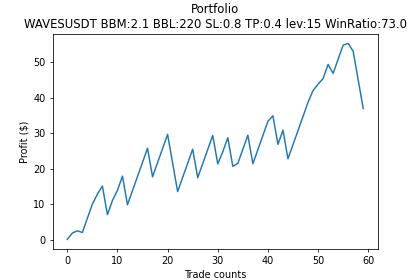 Portfolio
WAVESUSDT BBM:2.1 BBL:220 SL:0.8 TP:0.4 lev:15 WinRatio:73.0
Profit ($)
50
40
30
20
10
0
0 10 20 30 40 50 60
Trade counts